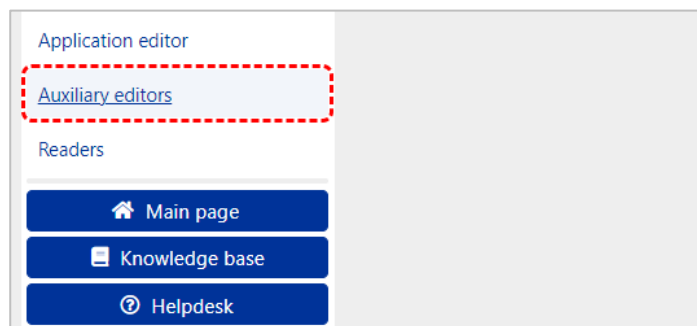 Application editor
Auxiliary editors
Readers
Main page
Knowledge base
Helpdesk